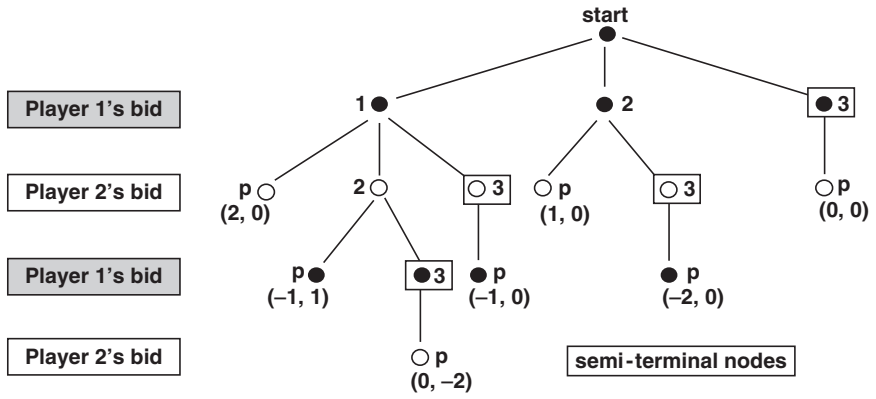 start
Player 1's bid
1
2
3
Player 2's bid
p
(2, 0)
2
3
p
(1, 0)
3
p
(0, 0)
Player 1's bid
p
(–1, 1)
3
p
(–1, 0)
p
(–2, 0)
Player 2's bid
p
(0, –2)
semi-terminal nodes